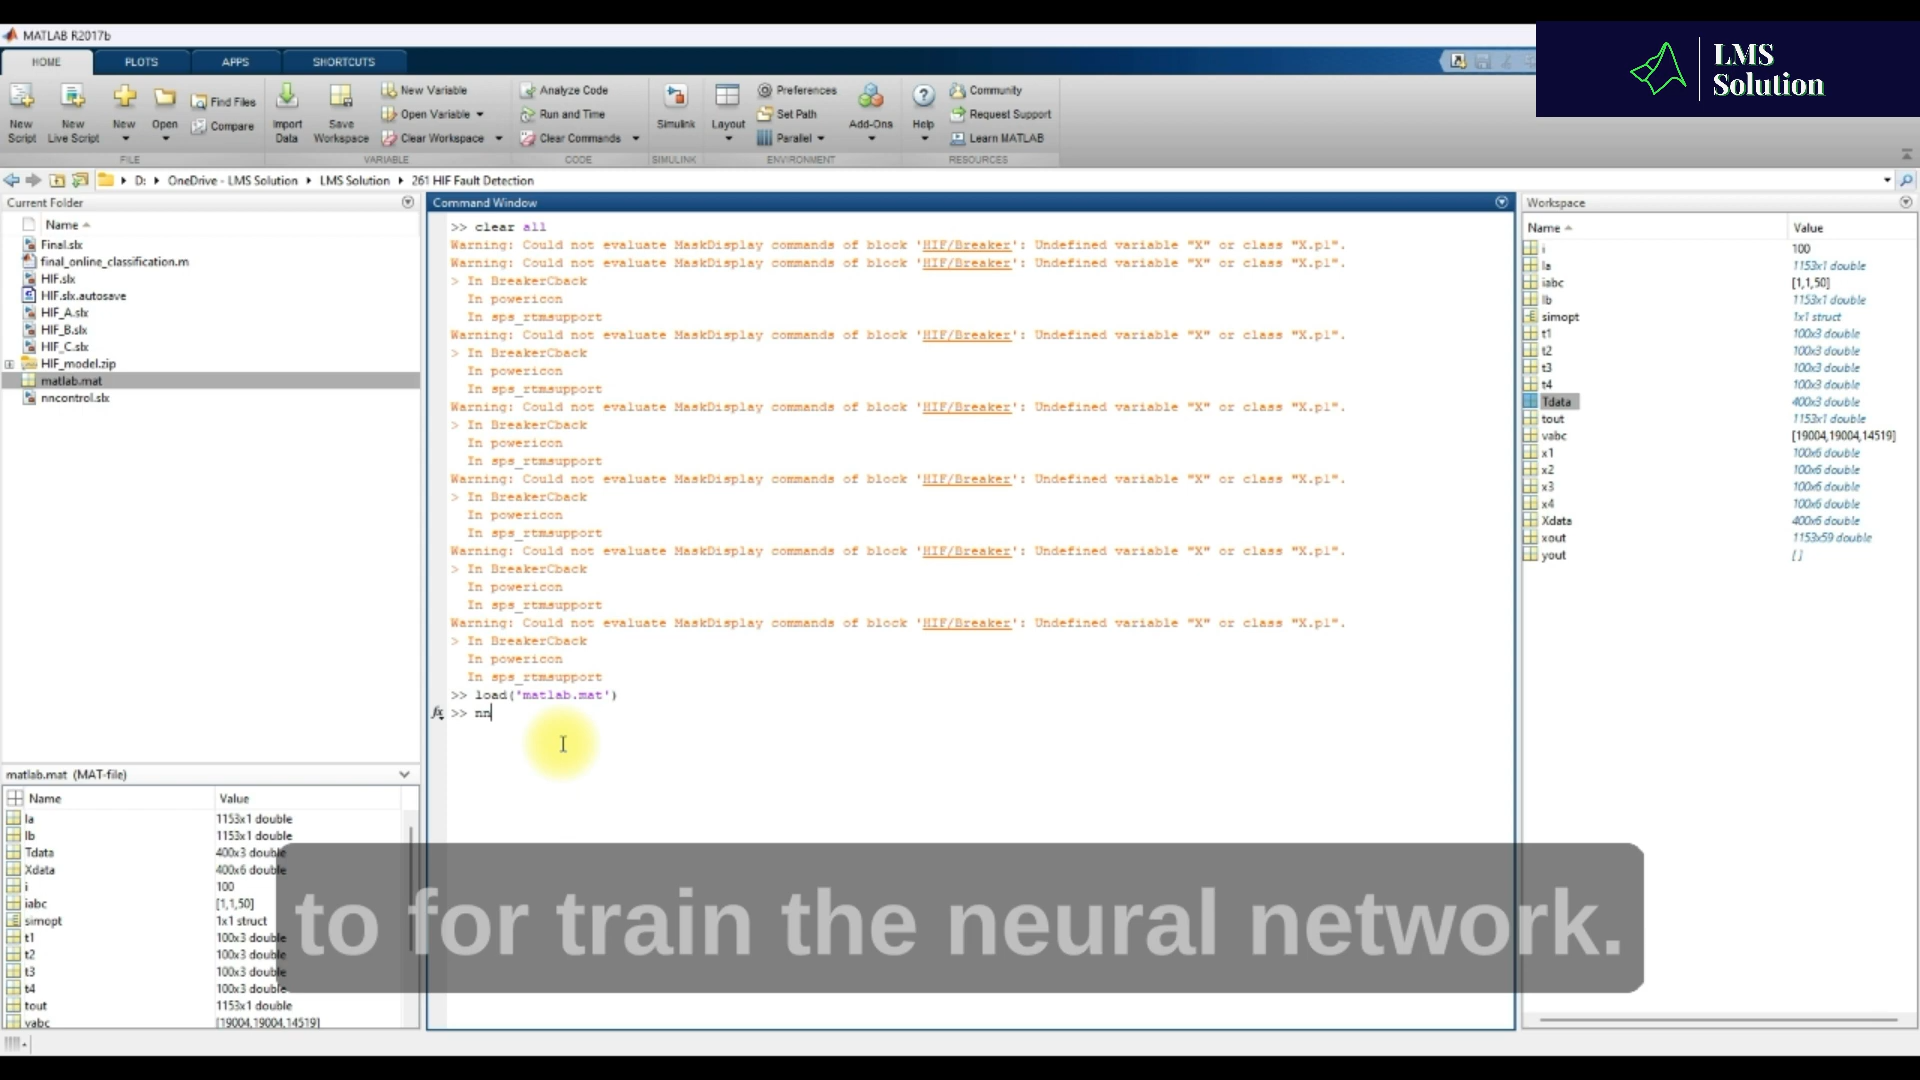 MATLAB R2017b
LMS
Solution
HOME PLOTS APPS SHORTCUTS
New Script
New Live Script
New
Open
Find Files
Compare
Import Data
Save Workspace
New Variable
Open Variable
Clear Workspace
Analyze Code
Run and Time
Clear Commands
Simulink
Layout
Preferences
Set Path
Parallel
Add-Ons
Help
Community
Request Support
Learn MATLAB
FILE VARIABLE CODE SIMULINK ENVIRONMENT RESOURCES
D: OneDrive - LMS Solution LMS Solution 261 HIF Fault Detection
Current Folder
Name
Final.slx
final_online_classification.m
HIF.slx
HIF.slx.autosave
HIF_A.slx
HIF_B.slx
HIF_C.slx
HIF_model.zip
matlab.mat
nncontrol.slx
matlab.mat (MAT-file)
Name Value
Ia 1153x1 double
Ib 1153x1 double
Tdata 400x3 double
Xdata 400x6 double
i 100
iabc [1,1,50]
simopt 1x1 struct
t1 100x3 double
t2 100x3 double
t3 100x3 double
t4 100x3 double
tout 1153x1 double
vabc [19004,19004,14519]
Command Window
>> clear all
Warning: Could not evaluate MaskDisplay commands of block 'HIF/Breaker': Undefined variable "X" or class "X.p1".
Warning: Could not evaluate MaskDisplay commands of block 'HIF/Breaker': Undefined variable "X" or class "X.p1".
> In BreakerCback
In powericon
In sps_rtmsupport
Warning: Could not evaluate MaskDisplay commands of block 'HIF/Breaker': Undefined variable "X" or class "X.p1".
> In BreakerCback
In powericon
In sps_rtmsupport
Warning: Could not evaluate MaskDisplay commands of block 'HIF/Breaker': Undefined variable "X" or class "X.p1".
> In BreakerCback
In powericon
In sps_rtmsupport
Warning: Could not evaluate MaskDisplay commands of block 'HIF/Breaker': Undefined variable "X" or class "X.p1".
> In BreakerCback
In powericon
In sps_rtmsupport
Warning: Could not evaluate MaskDisplay commands of block 'HIF/Breaker': Undefined variable "X" or class "X.p1".
> In BreakerCback
In powericon
In sps_rtmsupport
Warning: Could not evaluate MaskDisplay commands of block 'HIF/Breaker': Undefined variable "X" or class "X.p1".
> In BreakerCback
In powericon
In sps_rtmsupport
>> load('matlab.mat')
fx >> nn
Workspace
Name Value
i 100
Ia 1153x1 double
iabc [1,1,50]
Ib 1153x1 double
simopt 1x1 struct
t1 100x3 double
t2 100x3 double
t3 100x3 double
t4 100x3 double
Tdata 400x3 double
tout 1153x1 double
vabc [19004,19004,14519]
x1 100x6 double
x2 100x6 double
x3 100x6 double
x4 100x6 double
Xdata 400x6 double
xout 1153x59 double
yout []
to for train the neural network.